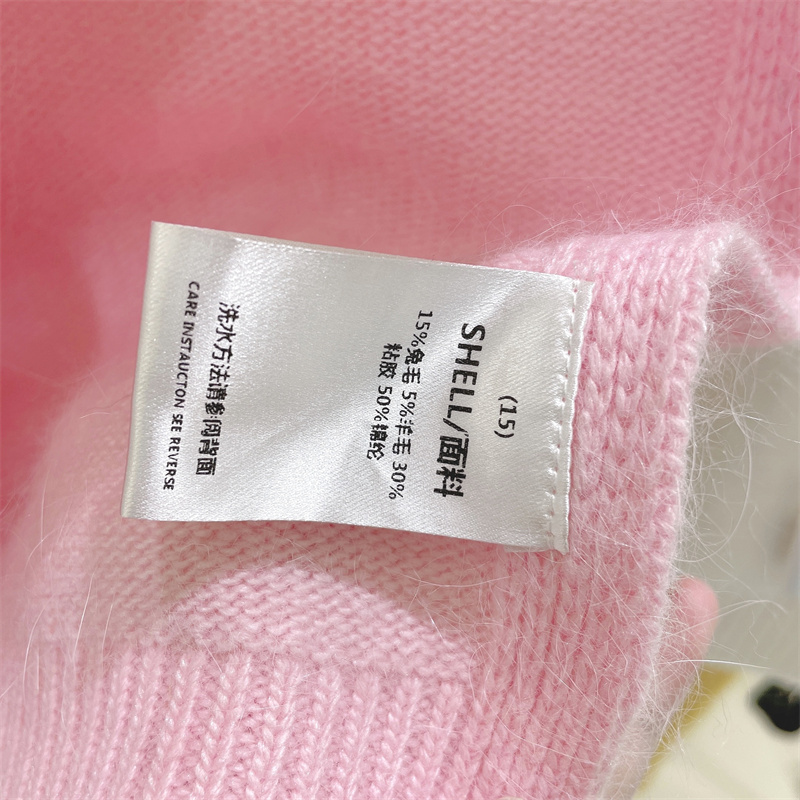 (15)
SHELL/面料
15%兔毛 5%羊毛 30%
粘胶 50%锦纶
洗水方法请参阅背面
CARE INSTAUCTON SEE REVERSE